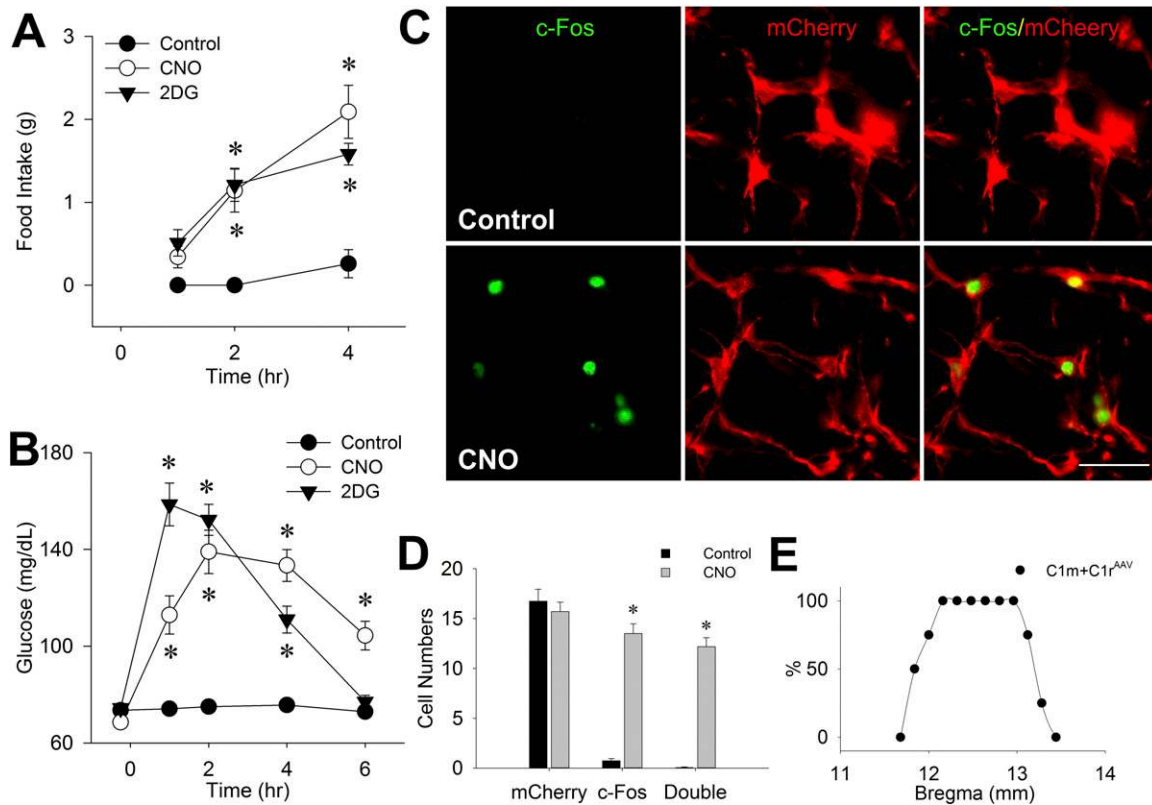 A
Control
CNO
2DG
3
2
1
0
Food Intake (g)
* * * *
0 2 4
Time (hr)
B
Control
CNO
2DG
180
140
100
60
Glucose (mg/dL)
* * * * * * *
0 2 4 6
Time (hr)
C
c-Fos
mCherry
c-Fos/mCheery
Control
CNO
D
Control
CNO
20
15
10
5
0
Cell Numbers
* *
mCherry c-Fos Double
E
C1m+C1rAAV
100
50
0
%
11 12 13 14
Bregma (mm)